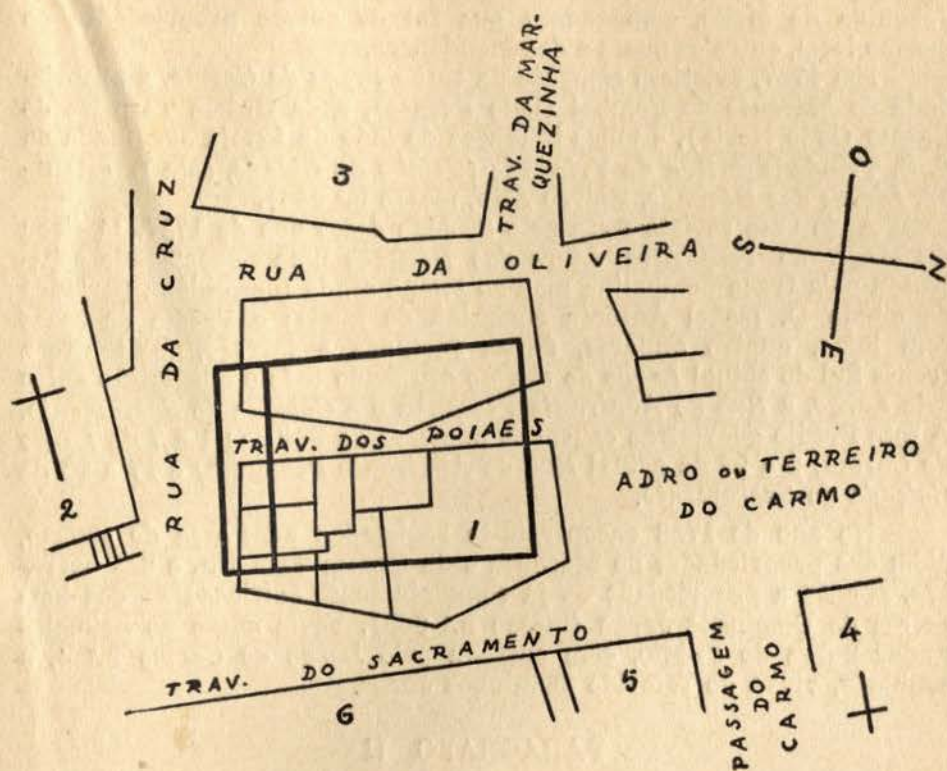 TRAV. DA MAR-
QUEZINHA
3
RUA DA CRUZ
RUA DA OLIVEIRA
O
S
N
E
TRAV. DOS POIAES
ADRO ou TERREIRO
DO CARMO
2
1
TRAV. DO SACRAMENTO
PASSAGEM
DO
CARMO
4
5
6